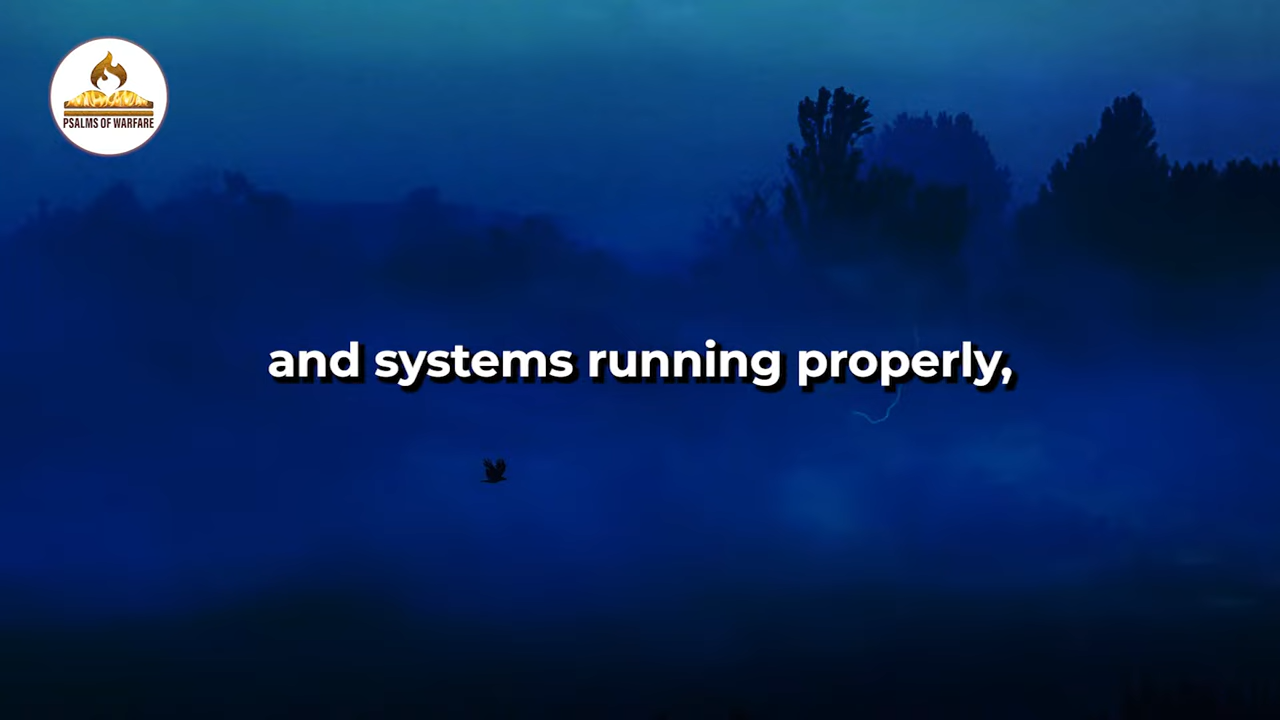 PSALMS OF WARFARE
and systems running properly,